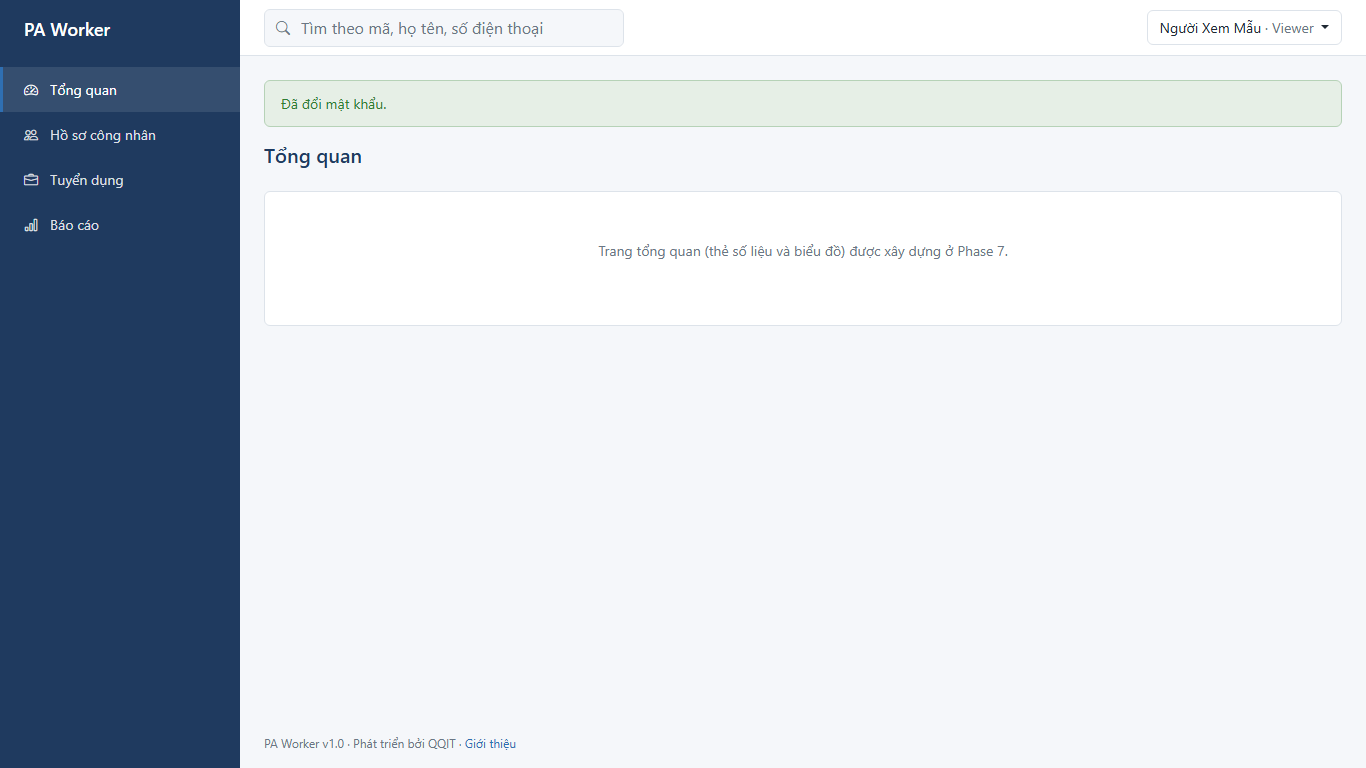 PA Worker
Tìm theo mã, họ tên, số điện thoại
Người Xem Mẫu · Viewer
Tổng quan
Hồ sơ công nhân
Tuyển dụng
Báo cáo
Đã đổi mật khẩu.
Tổng quan
Trang tổng quan (thẻ số liệu và biểu đồ) được xây dựng ở Phase 7.
PA Worker v1.0 · Phát triển bởi QQIT · Giới thiệu